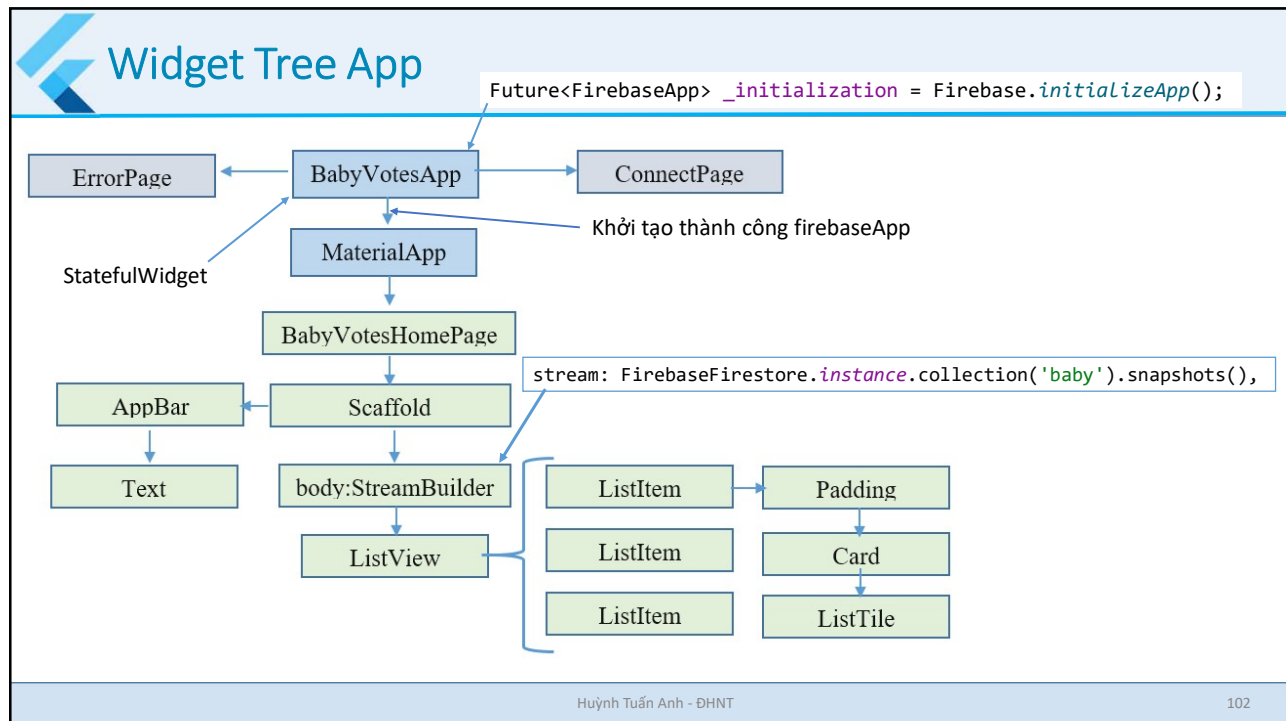 Widget Tree App
Future<FirebaseApp> _initialization = Firebase.initializeApp();
ErrorPage
BabyVotesApp
ConnectPage
Khởi tạo thành công firebaseApp
MaterialApp
StatefulWidget
BabyVotesHomePage
stream: FirebaseFirestore.instance.collection('baby').snapshots(),
AppBar
Scaffold
Text
body:StreamBuilder
ListItem
Padding
ListView
ListItem
Card
ListItem
ListTile
Huỳnh Tuấn Anh - ĐHNT
102